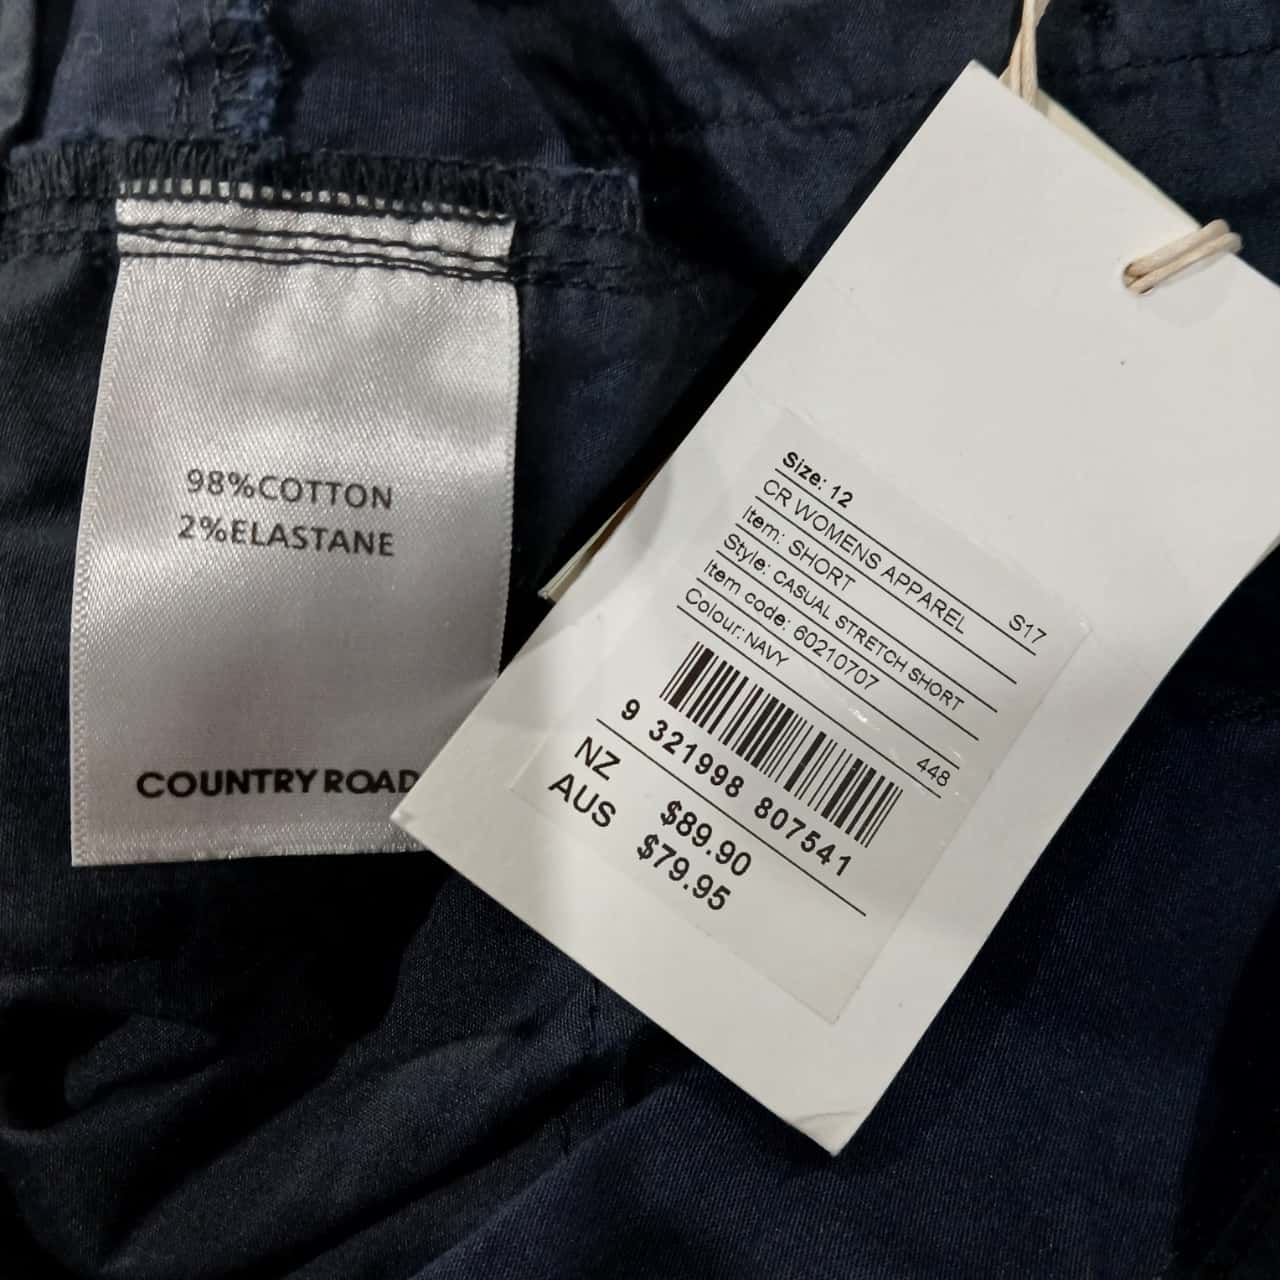 98%COTTON
2%ELASTANE
COUNTRY ROAD
Size: 12
CR WOMENS APPAREL S17
Item: SHORT
Style: CASUAL STRETCH SHORT
Item code: 60210707
Colour: NAVY 448
9 321998 807541
NZ $89.90
AUS $79.95